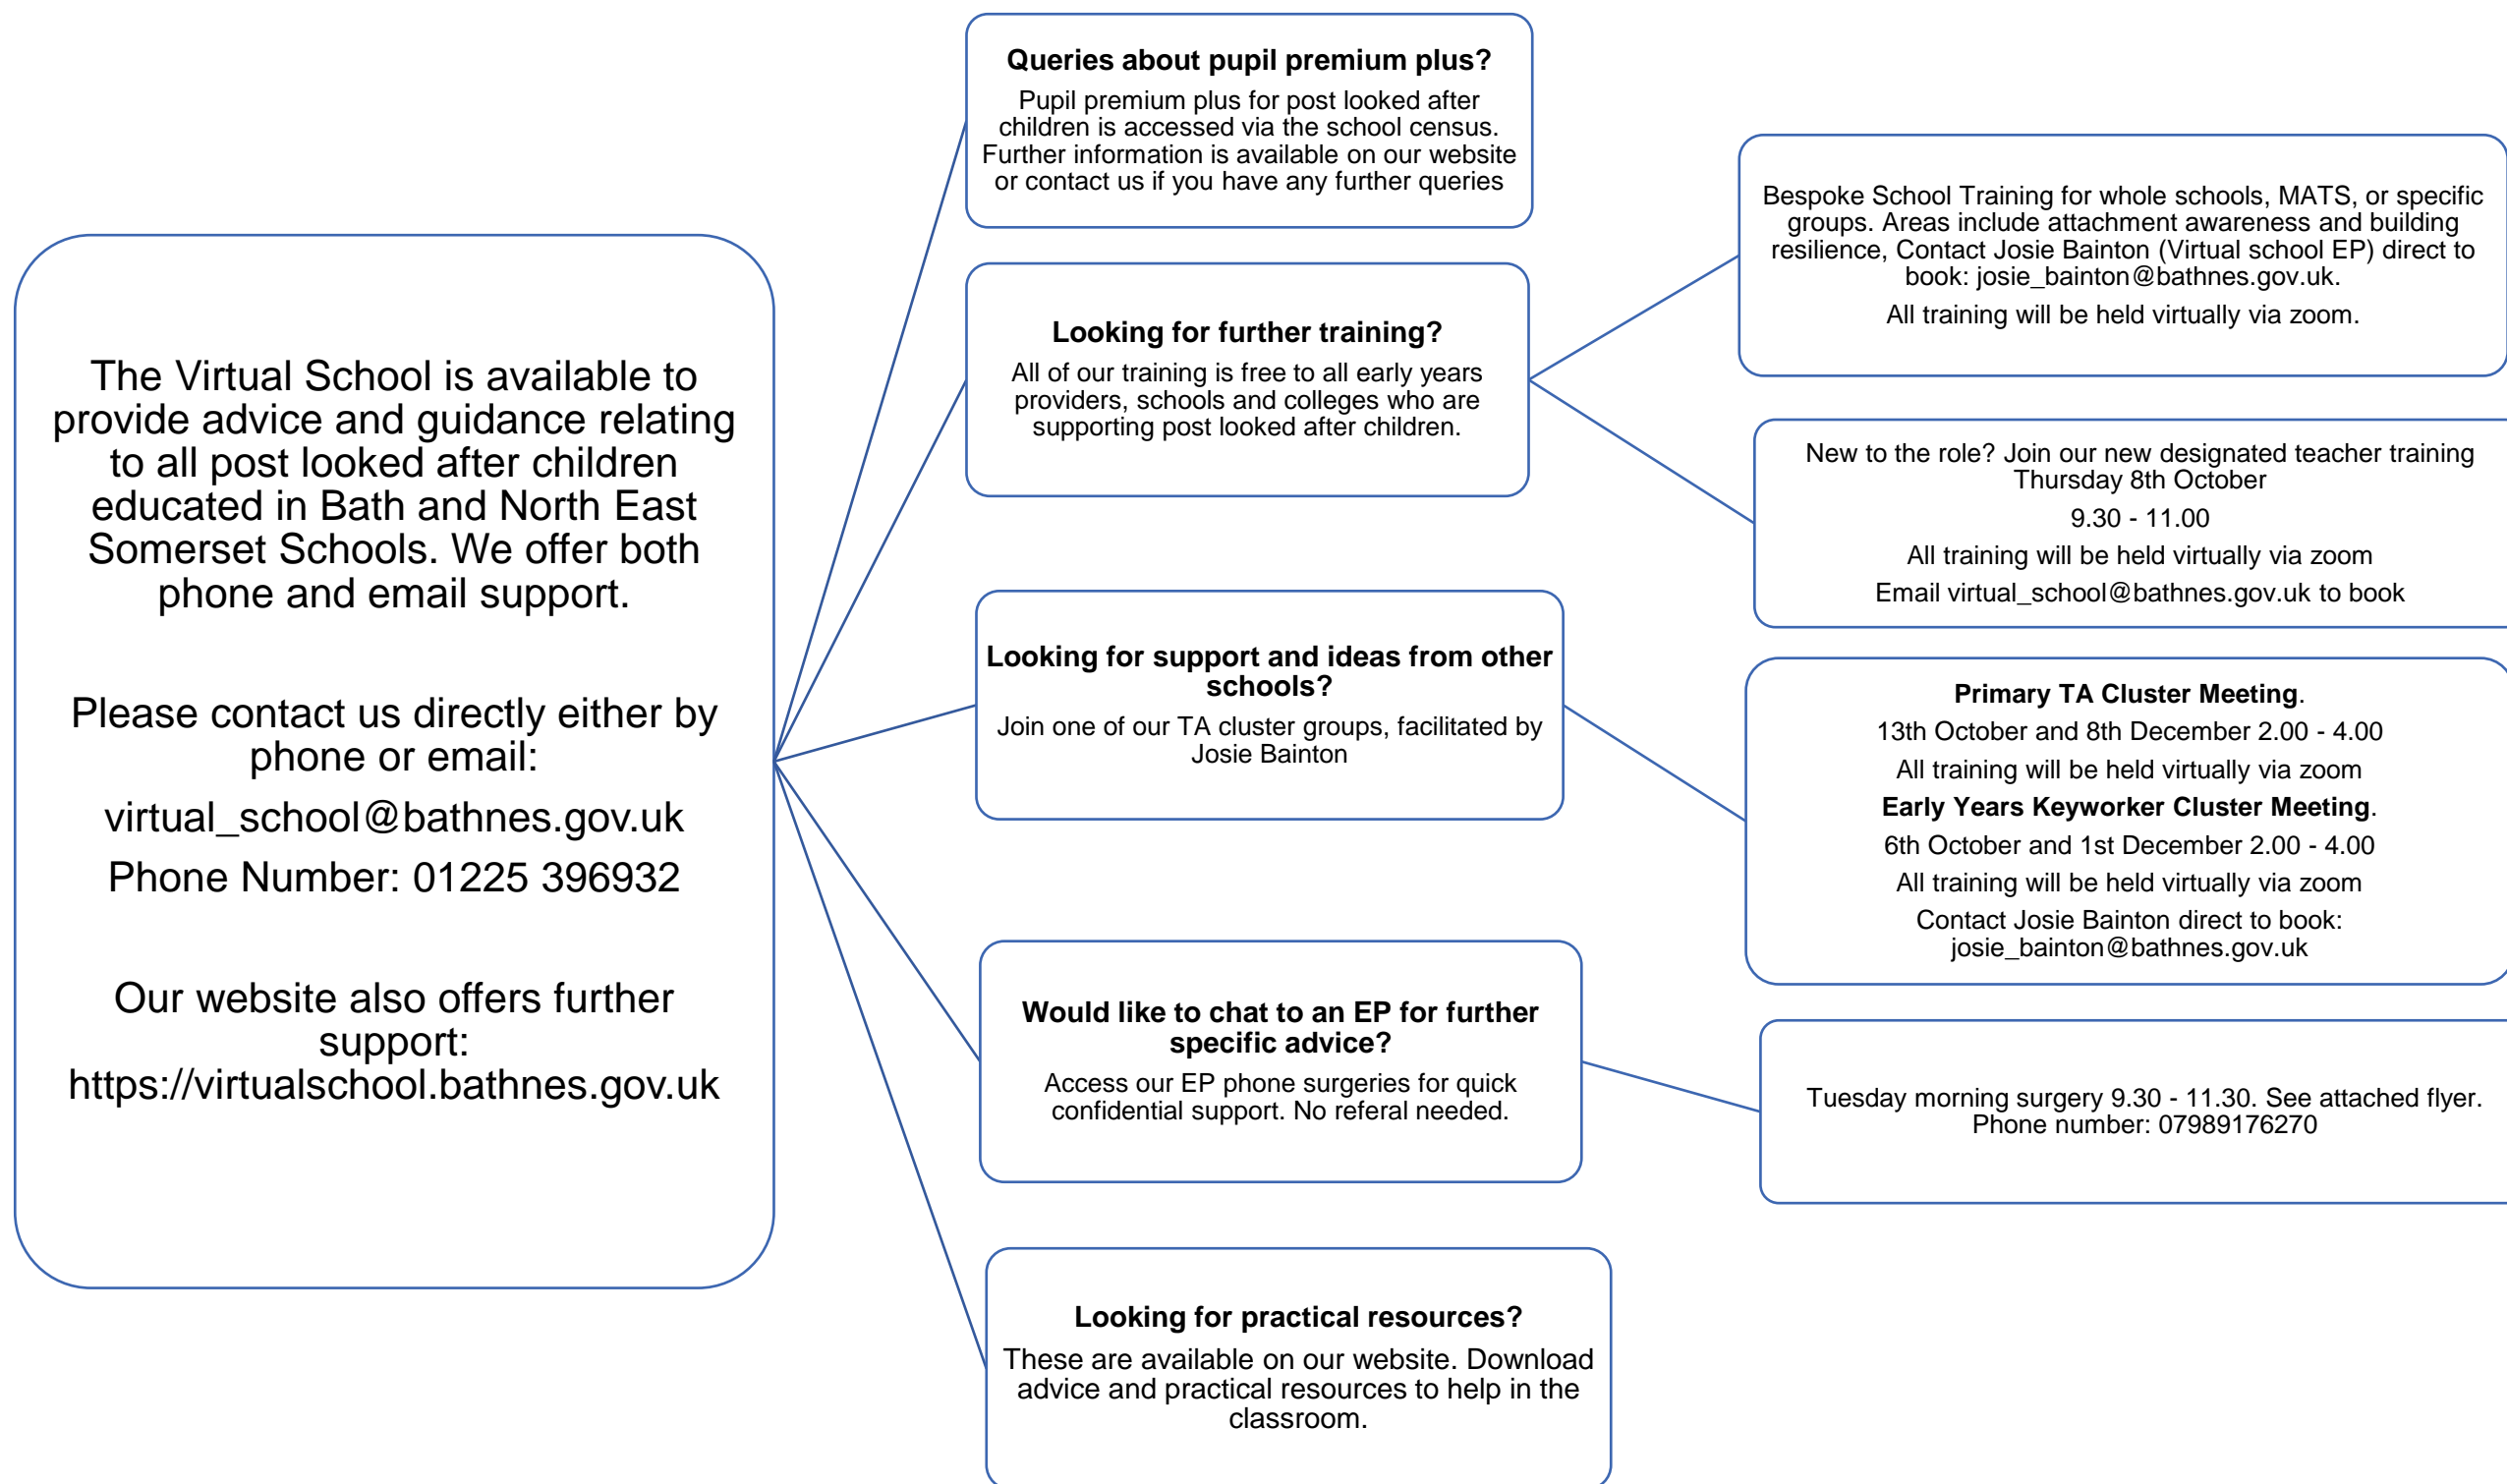 The Virtual School is available to
provide advice and guidance relating
to all post looked after children
educated in Bath and North East
Somerset Schools. We offer both
phone and email support.
Please contact us directly either by
phone or email:
virtual_school@bathnes.gov.uk
Phone Number: 01225 396932
Our website also offers further
support:
https://virtualschool.bathnes.gov.uk
Queries about pupil premium plus?
Pupil premium plus for post looked after
children is accessed via the school census.
Further information is available on our website
or contact us if you have any further queries
Looking for further training?
All of our training is free to all early years
providers, schools and colleges who are
supporting post looked after children.
Bespoke School Training for whole schools, MATS, or specific
groups. Areas include attachment awareness and building
resilience, Contact Josie Bainton (Virtual school EP) direct to
book: josie_bainton@bathnes.gov.uk.
All training will be held virtually via zoom.
New to the role? Join our new designated teacher training
Thursday 8th October
9.30 - 11.00
All training will be held virtually via zoom
Email virtual_school@bathnes.gov.uk to book
Looking for support and ideas from other
schools?
Join one of our TA cluster groups, facilitated by
Josie Bainton
Primary TA Cluster Meeting.
13th October and 8th December 2.00 - 4.00
All training will be held virtually via zoom
Early Years Keyworker Cluster Meeting.
6th October and 1st December 2.00 - 4.00
All training will be held virtually via zoom
Contact Josie Bainton direct to book:
josie_bainton@bathnes.gov.uk
Would like to chat to an EP for further
specific advice?
Access our EP phone surgeries for quick
confidential support. No referal needed.
Tuesday morning surgery 9.30 - 11.30. See attached flyer.
Phone number: 07989176270
Looking for practical resources?
These are available on our website. Download
advice and practical resources to help in the
classroom.